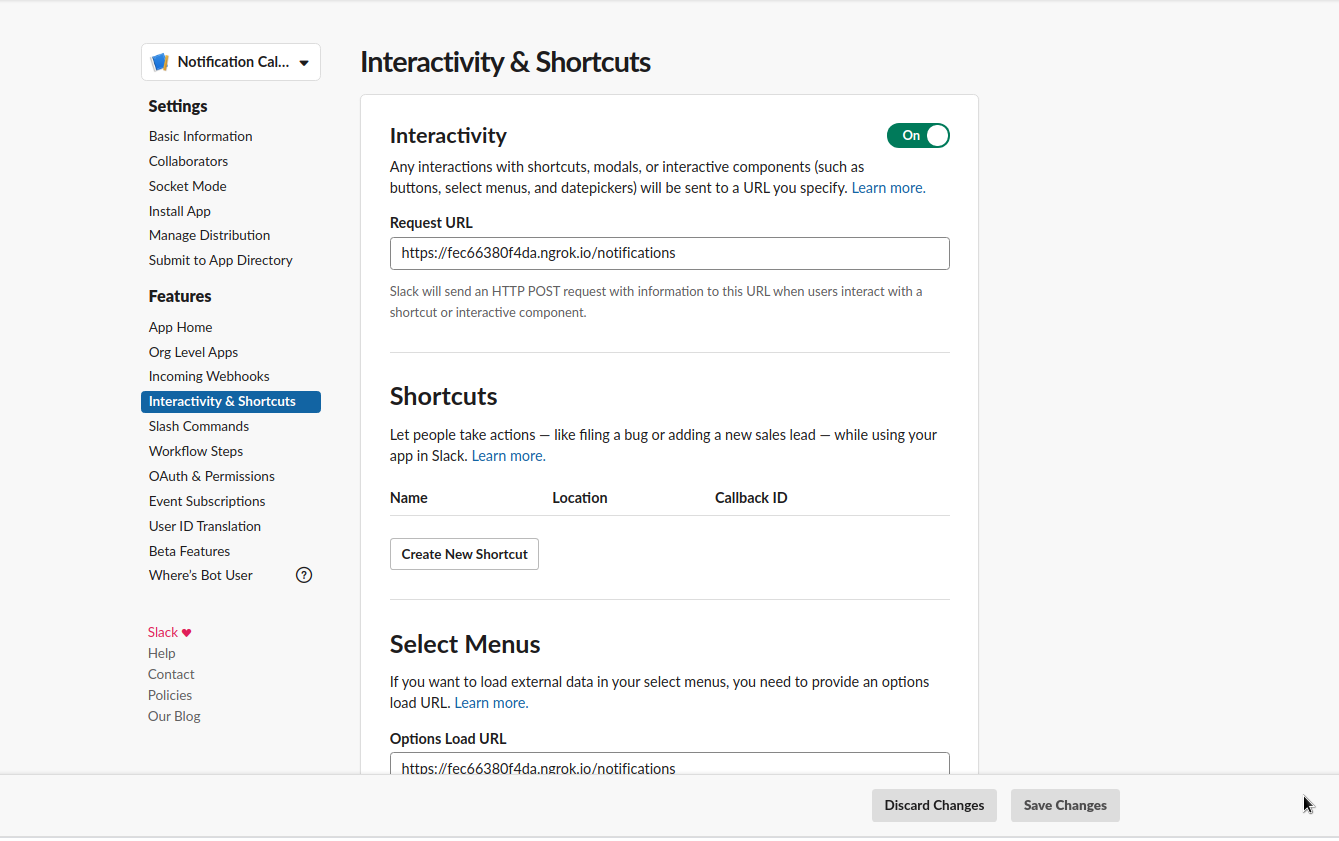 Notification Cal...
Settings
Basic Information
Collaborators
Socket Mode
Install App
Manage Distribution
Submit to App Directory
Features
App Home
Org Level Apps
Incoming Webhooks
Interactivity & Shortcuts
Slash Commands
Workflow Steps
OAuth & Permissions
Event Subscriptions
User ID Translation
Beta Features
Where's Bot User ?
Slack
Help
Contact
Policies
Our Blog
Interactivity & Shortcuts
Interactivity On
Any interactions with shortcuts, modals, or interactive components (such as
buttons, select menus, and datepickers) will be sent to a URL you specify. Learn more.
Request URL
https://fec66380f4da.ngrok.io/notifications
Slack will send an HTTP POST request with information to this URL when users interact with a
shortcut or interactive component.
Shortcuts
Let people take actions — like filing a bug or adding a new sales lead — while using your
app in Slack. Learn more.
Name Location Callback ID
Create New Shortcut
Select Menus
If you want to load external data in your select menus, you need to provide an options
load URL. Learn more.
Options Load URL
https://fec66380f4da.ngrok.io/notifications
Discard Changes Save Changes